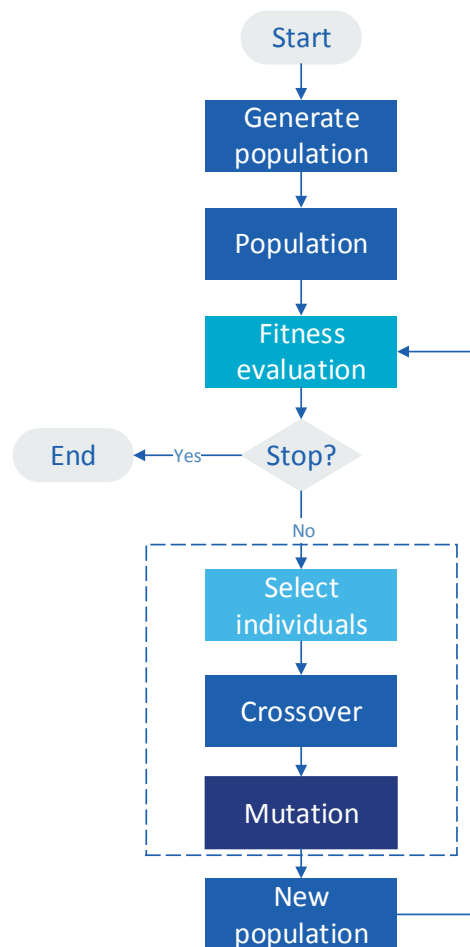 Start
Generate
population
Population
Fitness
evaluation
End
Yes
Stop?
No
Select
individuals
Crossover
Mutation
New
population